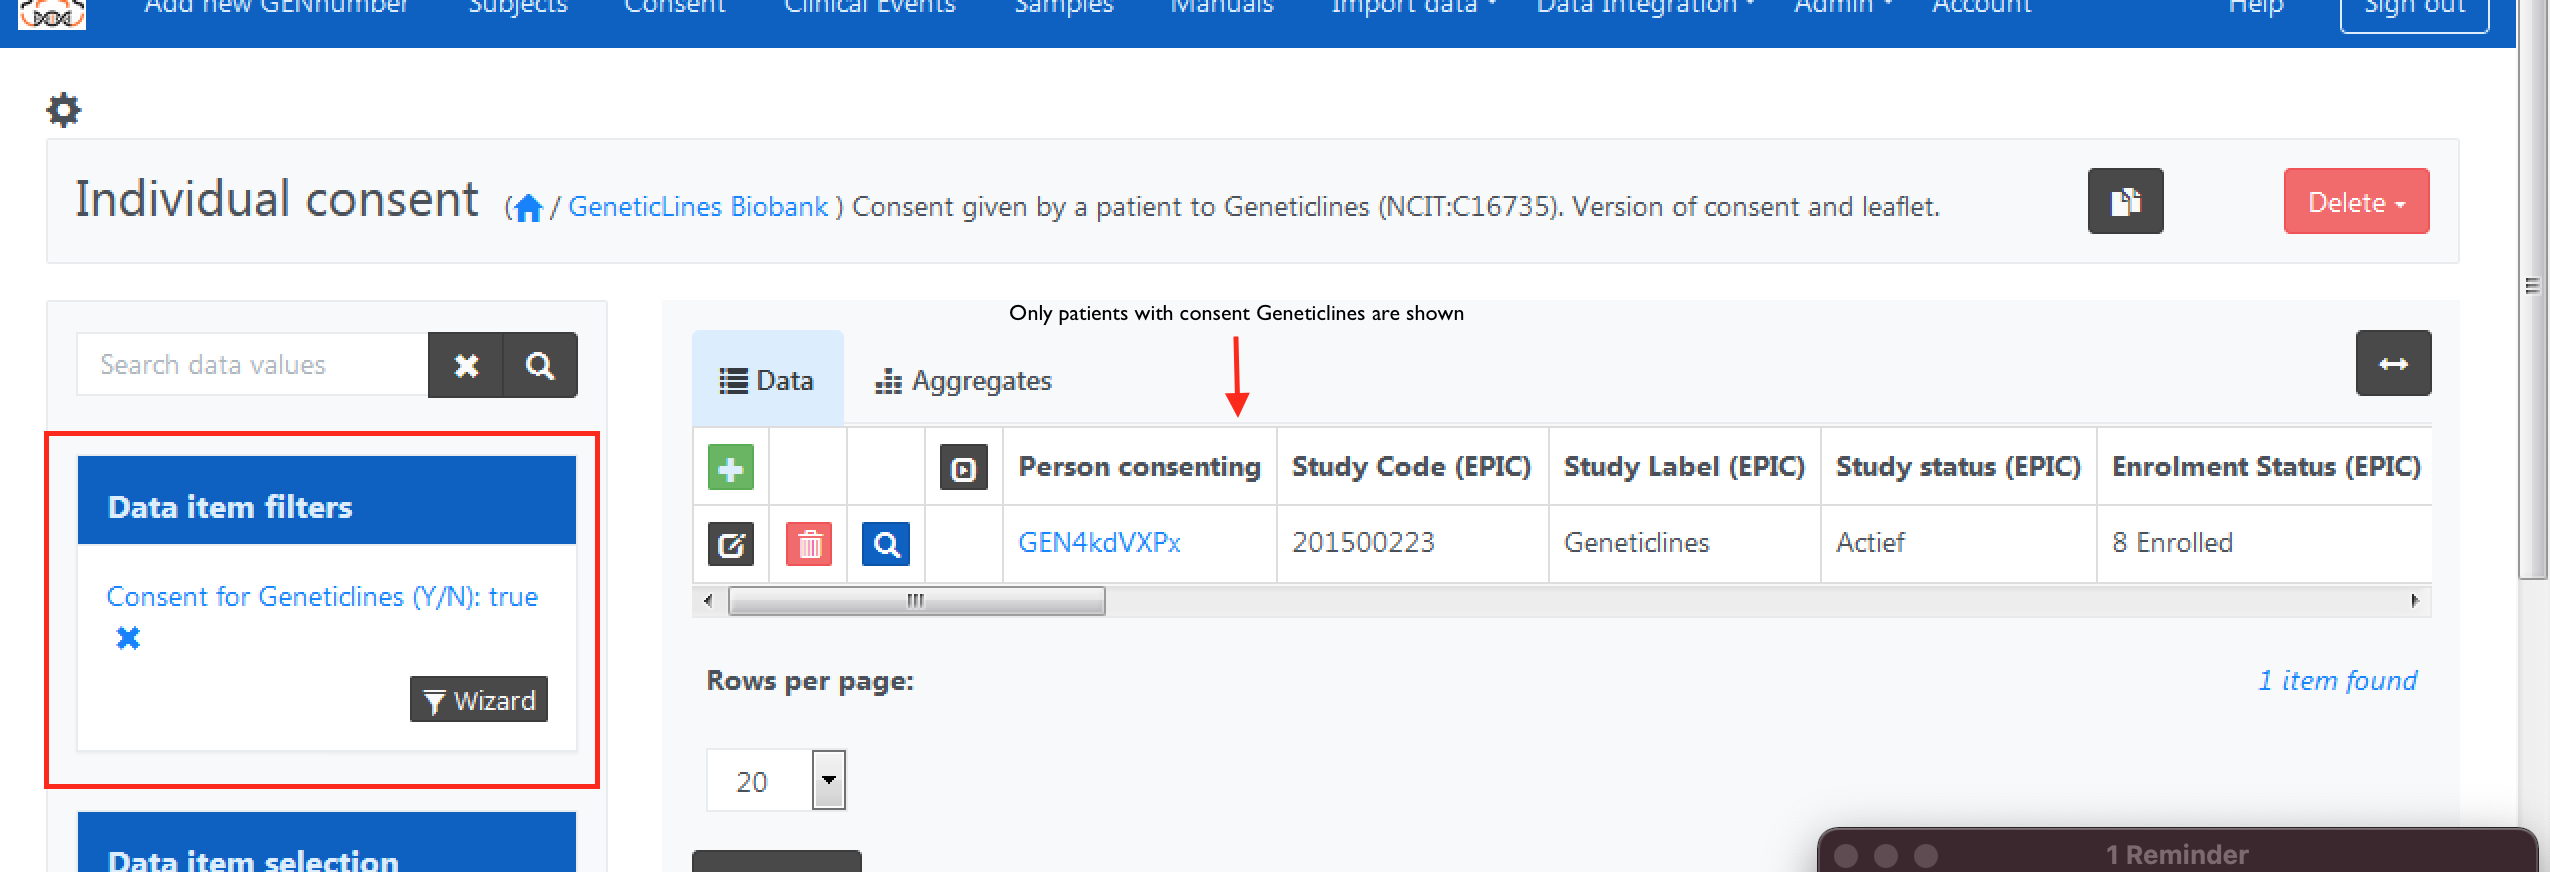 Add new GENnumber Subjects Consent Clinical Events Samples Manuals Import data Data Integration Admin Account Help Sign out
Individual consent ( / GeneticLines Biobank ) Consent given by a patient to Geneticlines (NCIT:C16735). Version of consent and leaflet.
Delete
Search data values
Data item filters
Consent for Geneticlines (Y/N): true
Wizard
Data item selection
Only patients with consent Geneticlines are shown
Data Aggregates
Person consenting Study Code (EPIC) Study Label (EPIC) Study status (EPIC) Enrolment Status (EPIC)
GEN4kdVXPx 201500223 Geneticlines Actief 8 Enrolled
Rows per page:
1 item found
20
1 Reminder